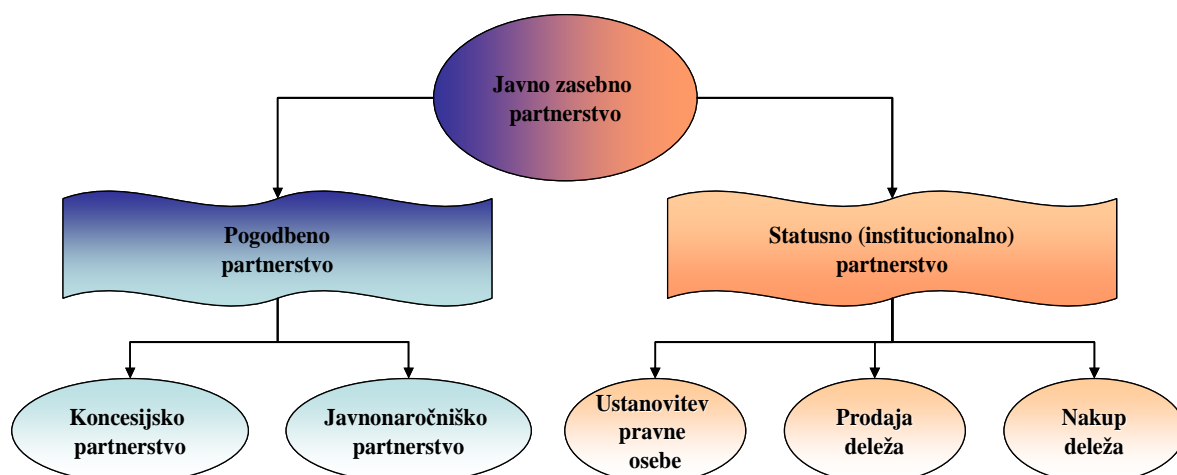 Javno zasebno
partnerstvo
Pogodbeno
partnerstvo
Statusno (institucionalno)
partnerstvo
Koncesijsko
partnerstvo
Javnonaročniško
partnerstvo
Ustanovitev
pravne
osebe
Prodaja
deleža
Nakup
deleža